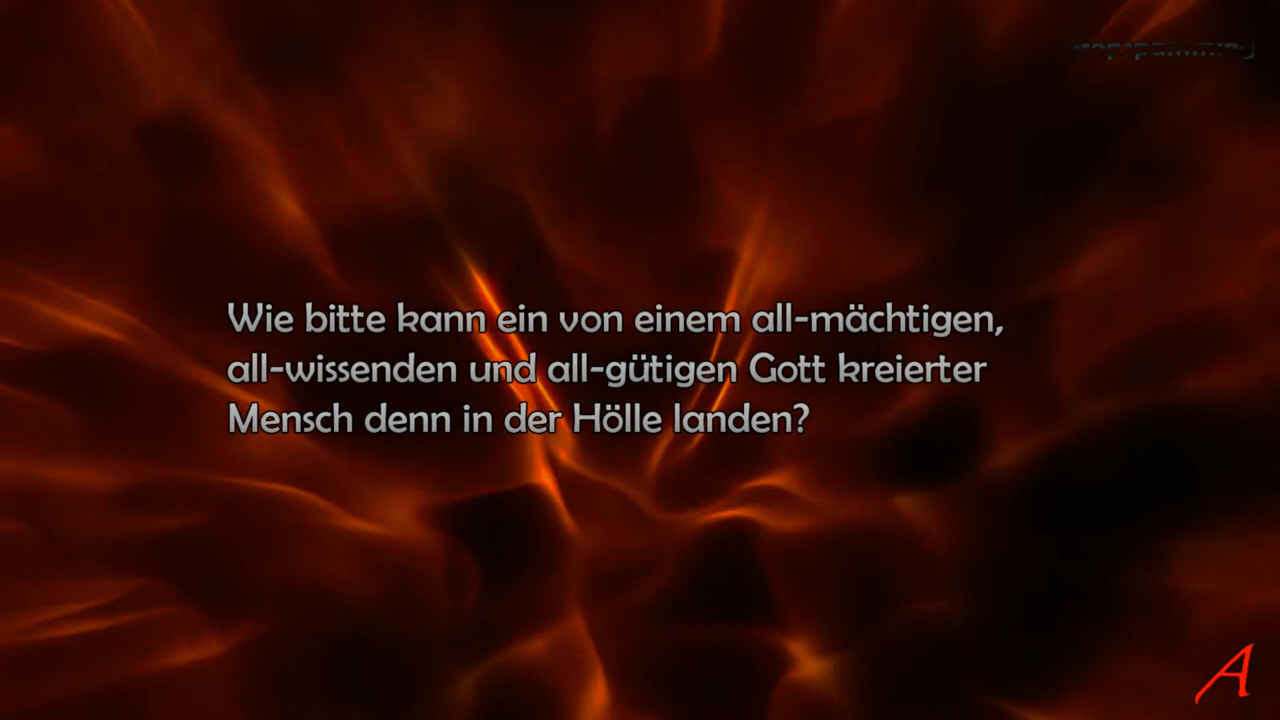 Wie bitte kann ein von einem all-mächtigen,
all-wissenden und all-gütigen Gott kreierter
Mensch denn in der Hölle landen?
A